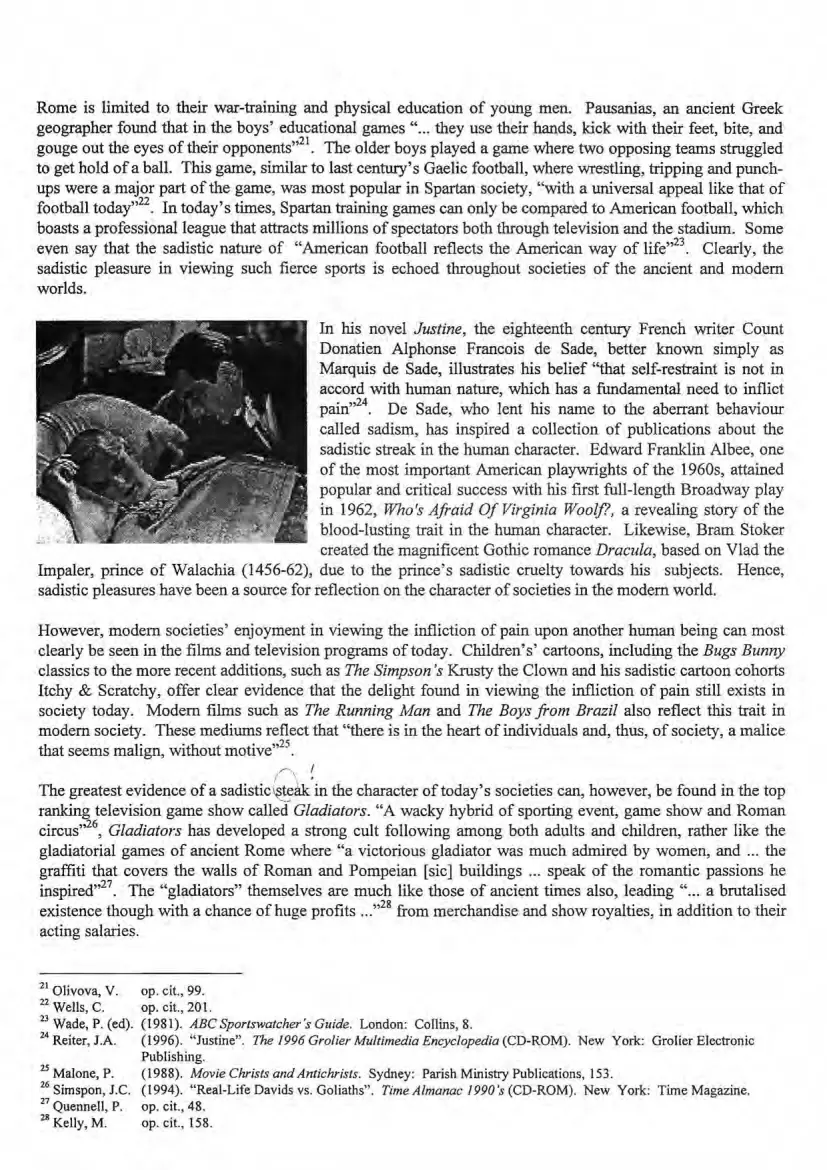 Rome is limited to their war-training and physical education of young men. Pausanias, an ancient Greek
geographer found that in the boys' educational games “... they use their hands, kick with their feet, bite, and
gouge out the eyes of their opponents”21. The older boys played a game where two opposing teams struggled
to get hold of a ball. This game, similar to last century's Gaelic football, where wrestling, tripping and punch-
ups were a major part of the game, was most popular in Spartan society, “with a universal appeal like that of
football today”22. In today's times, Spartan training games can only be compared to American football, which
boasts a professional league that attracts millions of spectators both through television and the stadium. Some
even say that the sadistic nature of “American football reflects the American way of life”23. Clearly, the
sadistic pleasure in viewing such fierce sports is echoed throughout societies of the ancient and modern
worlds.
In his novel Justine, the eighteenth century French writer Count
Donatien Alphonse Francois de Sade, better known simply as
Marquis de Sade, illustrates his belief “that self-restraint is not in
accord with human nature, which has a fundamental need to inflict
pain”24. De Sade, who lent his name to the aberrant behaviour
called sadism, has inspired a collection of publications about the
sadistic streak in the human character. Edward Franklin Albee, one
of the most important American playwrights of the 1960s, attained
popular and critical success with his first full-length Broadway play
in 1962, Who's Afraid Of Virginia Woolf?, a revealing story of the
blood-lusting trait in the human character. Likewise, Bram Stoker
created the magnificent Gothic romance Dracula, based on Vlad the
Impaler, prince of Walachia (1456-62), due to the prince's sadistic cruelty towards his subjects. Hence,
sadistic pleasures have been a source for reflection on the character of societies in the modern world.
However, modern societies' enjoyment in viewing the infliction of pain upon another human being can most
clearly be seen in the films and television programs of today. Children's' cartoons, including the Bugs Bunny
classics to the more recent additions, such as The Simpson's Krusty the Clown and his sadistic cartoon cohorts
Itchy & Scratchy, offer clear evidence that the delight found in viewing the infliction of pain still exists in
society today. Modern films such as The Running Man and The Boys from Brazil also reflect this trait in
modern society. These mediums reflect that “there is in the heart of individuals and, thus, of society, a malice
that seems malign, without motive”25.
!
The greatest evidence of a sadistic steak in the character of today's societies can, however, be found in the top
ranking television game show called Gladiators. “A wacky hybrid of sporting event, game show and Roman
circus”26, Gladiators has developed a strong cult following among both adults and children, rather like the
gladiatorial games of ancient Rome where “a victorious gladiator was much admired by women, and ... the
graffiti that covers the walls of Roman and Pompeian [sic] buildings ... speak of the romantic passions he
inspired”27. The “gladiators” themselves are much like those of ancient times also, leading “... a brutalised
existence though with a chance of huge profits ...”28 from merchandise and show royalties, in addition to their
acting salaries.
21 Olivova, V. op. cit., 99.
22 Wells, C. op. cit., 201.
23 Wade, P. (ed). (1981). ABC Sportswatcher's Guide. London: Collins, 8.
24 Reiter, J.A. (1996). “Justine”. The 1996 Grolier Multimedia Encyclopedia (CD-ROM). New York: Grolier Electronic
Publishing.
25 Malone, P. (1988). Movie Christs and Antichrists. Sydney: Parish Ministry Publications, 153.
26 Simspon, J.C. (1994). “Real-Life Davids vs. Goliaths”. Time Almanac 1990's (CD-ROM). New York: Time Magazine.
27 Quennell, P. op. cit., 48.
28 Kelly, M. op. cit., 158.